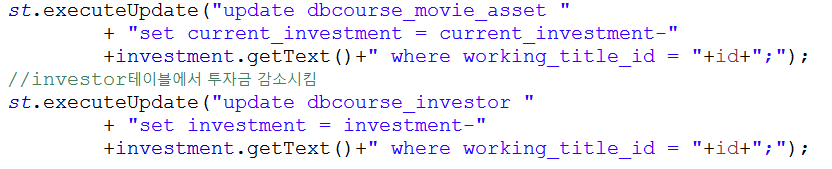 st.executeUpdate("update dbcourse_movie_asset "
+ "set current_investment = current_investment-"
+investment.getText()+" where working_title_id = "+id+";");
//investor테이블에서 투자금 감소시킴
st.executeUpdate("update dbcourse_investor "
+ "set investment = investment-"
+investment.getText()+" where working_title_id = "+id+";");